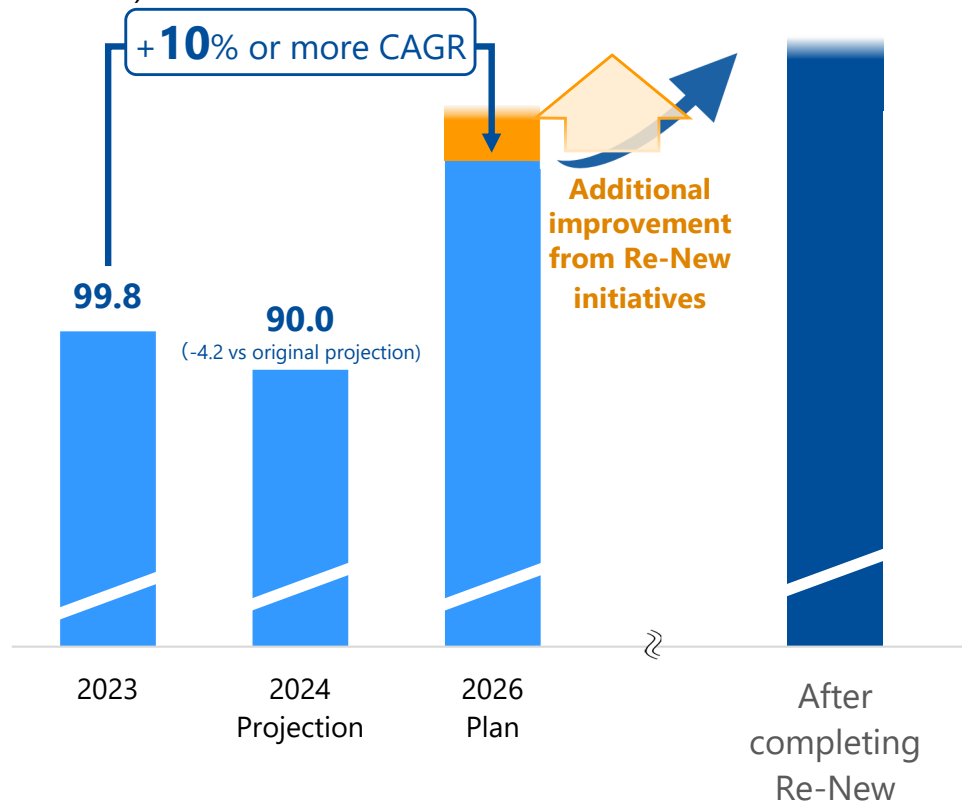 +10% or more CAGR
Additional
improvement
from Re-New
initiatives
99.8
90.0
(-4.2 vs original projection)
2023
2024
Projection
2026
Plan
After
completing
Re-New